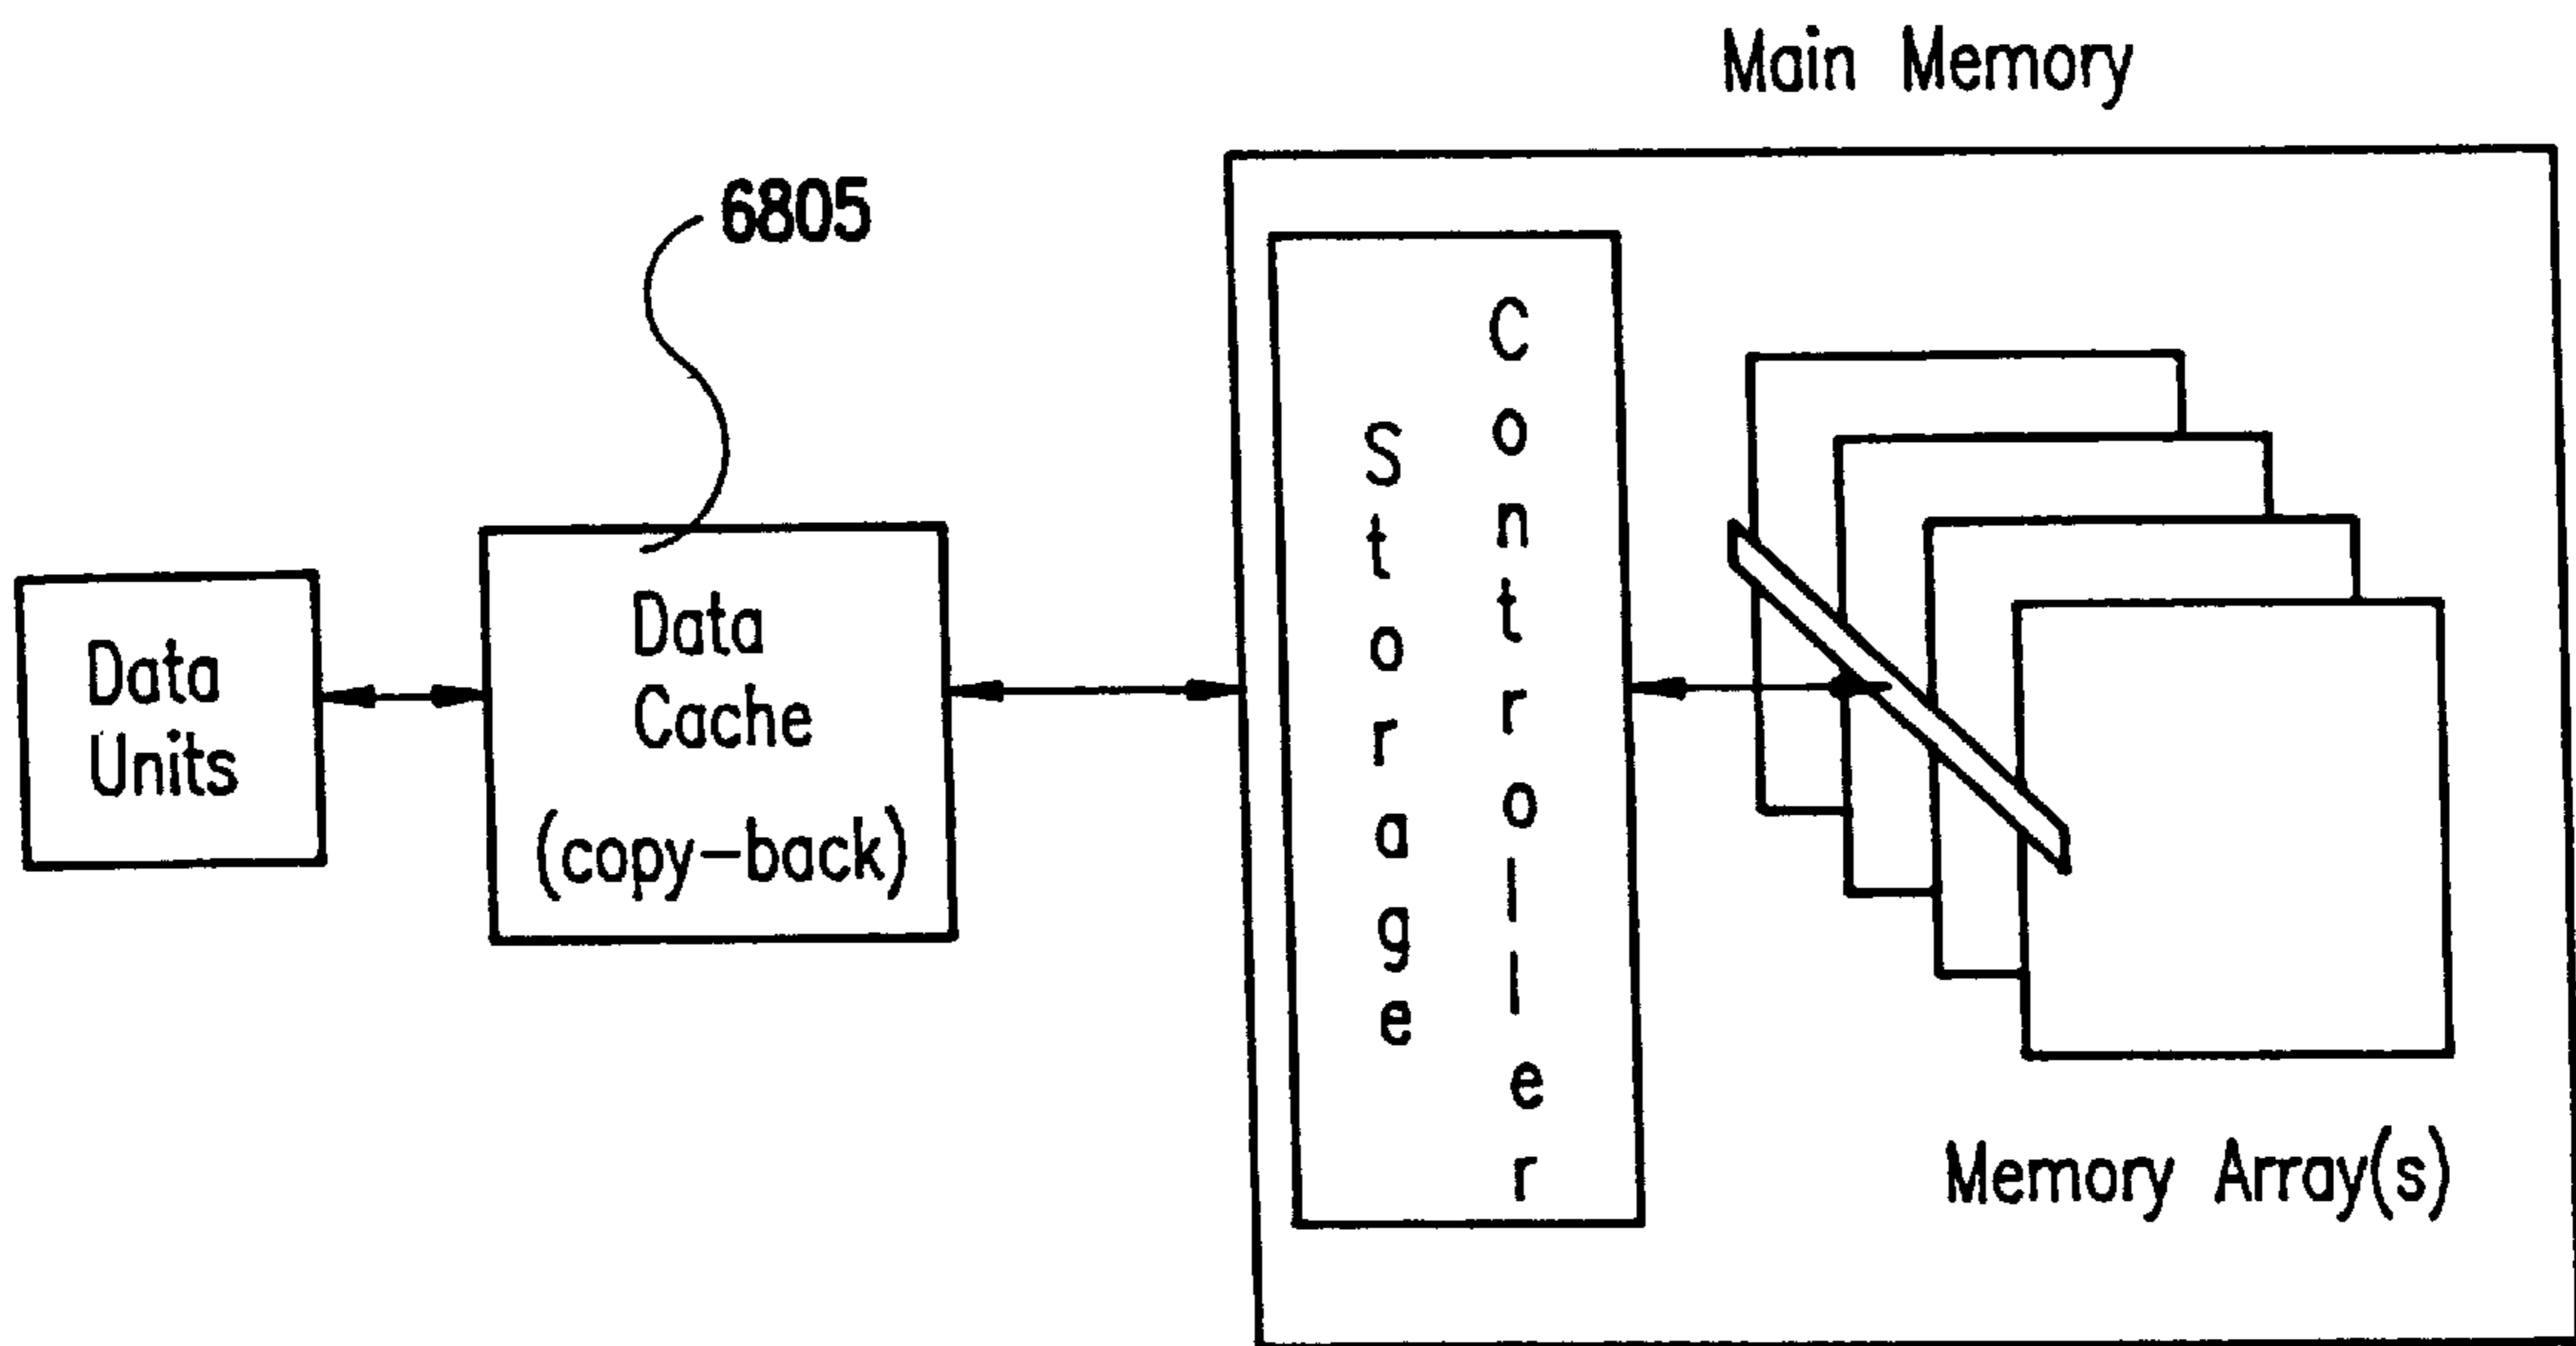 Main Memory
6805
Data
Units
Data
Cache
(copy-back)
Storage
Controller
Memory Array(s)